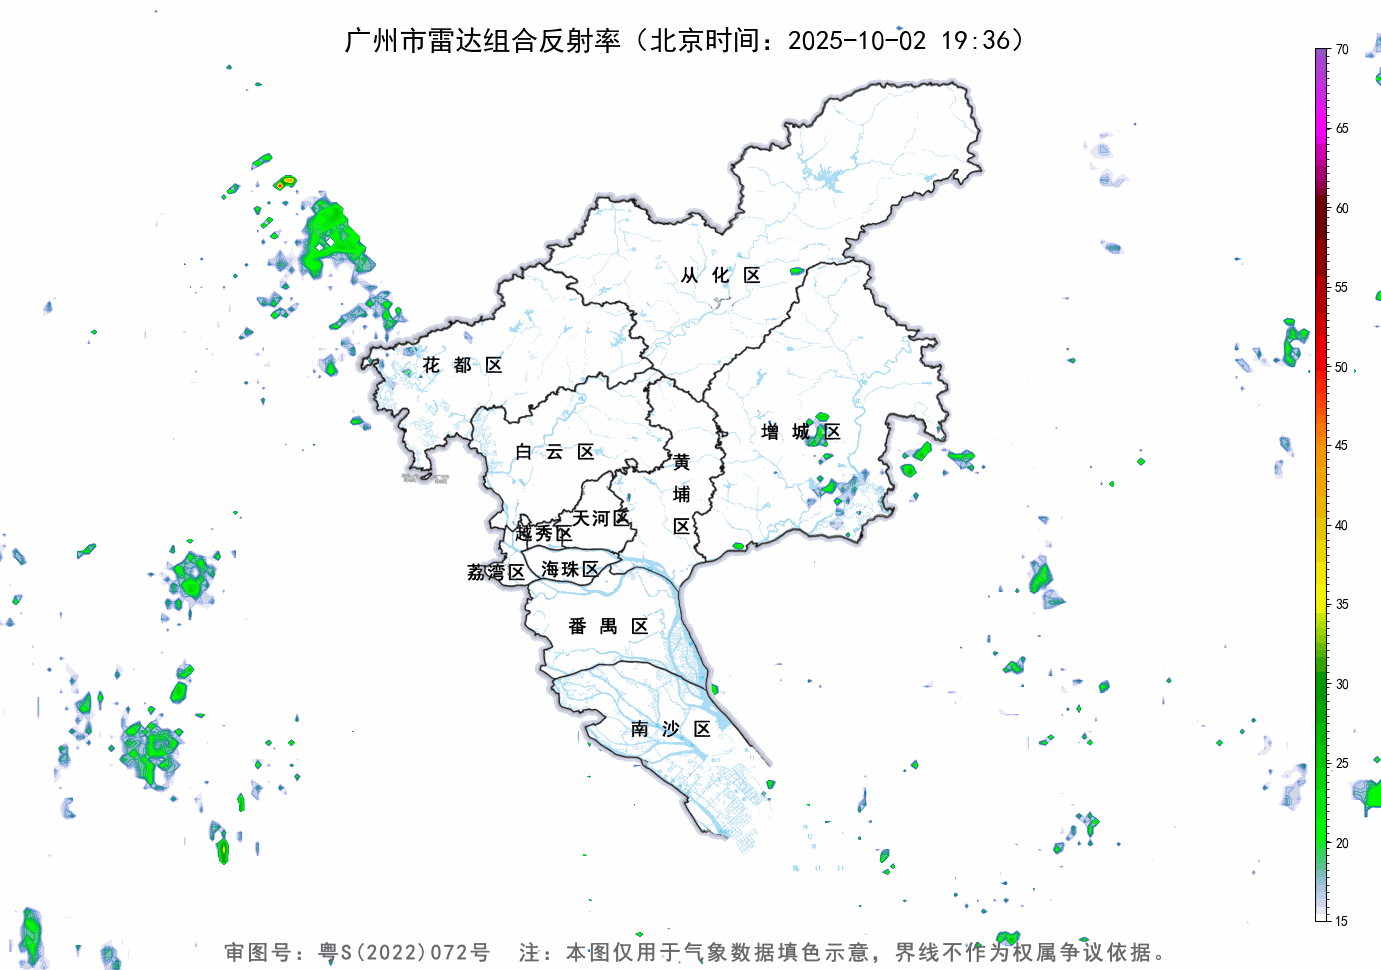 广州市雷达组合反射率（北京时间：2025-10-02 19:36）
70
65
60
55
50
45
40
35
30
25
20
15
从化区
花都区
增城区
白云区
黄埔区
天河区
越秀区
荔湾区
海珠区
番禺区
南沙区
审图号：粤S(2022)072号 注：本图仅用于气象数据填色示意，界线不作为权属争议依据。